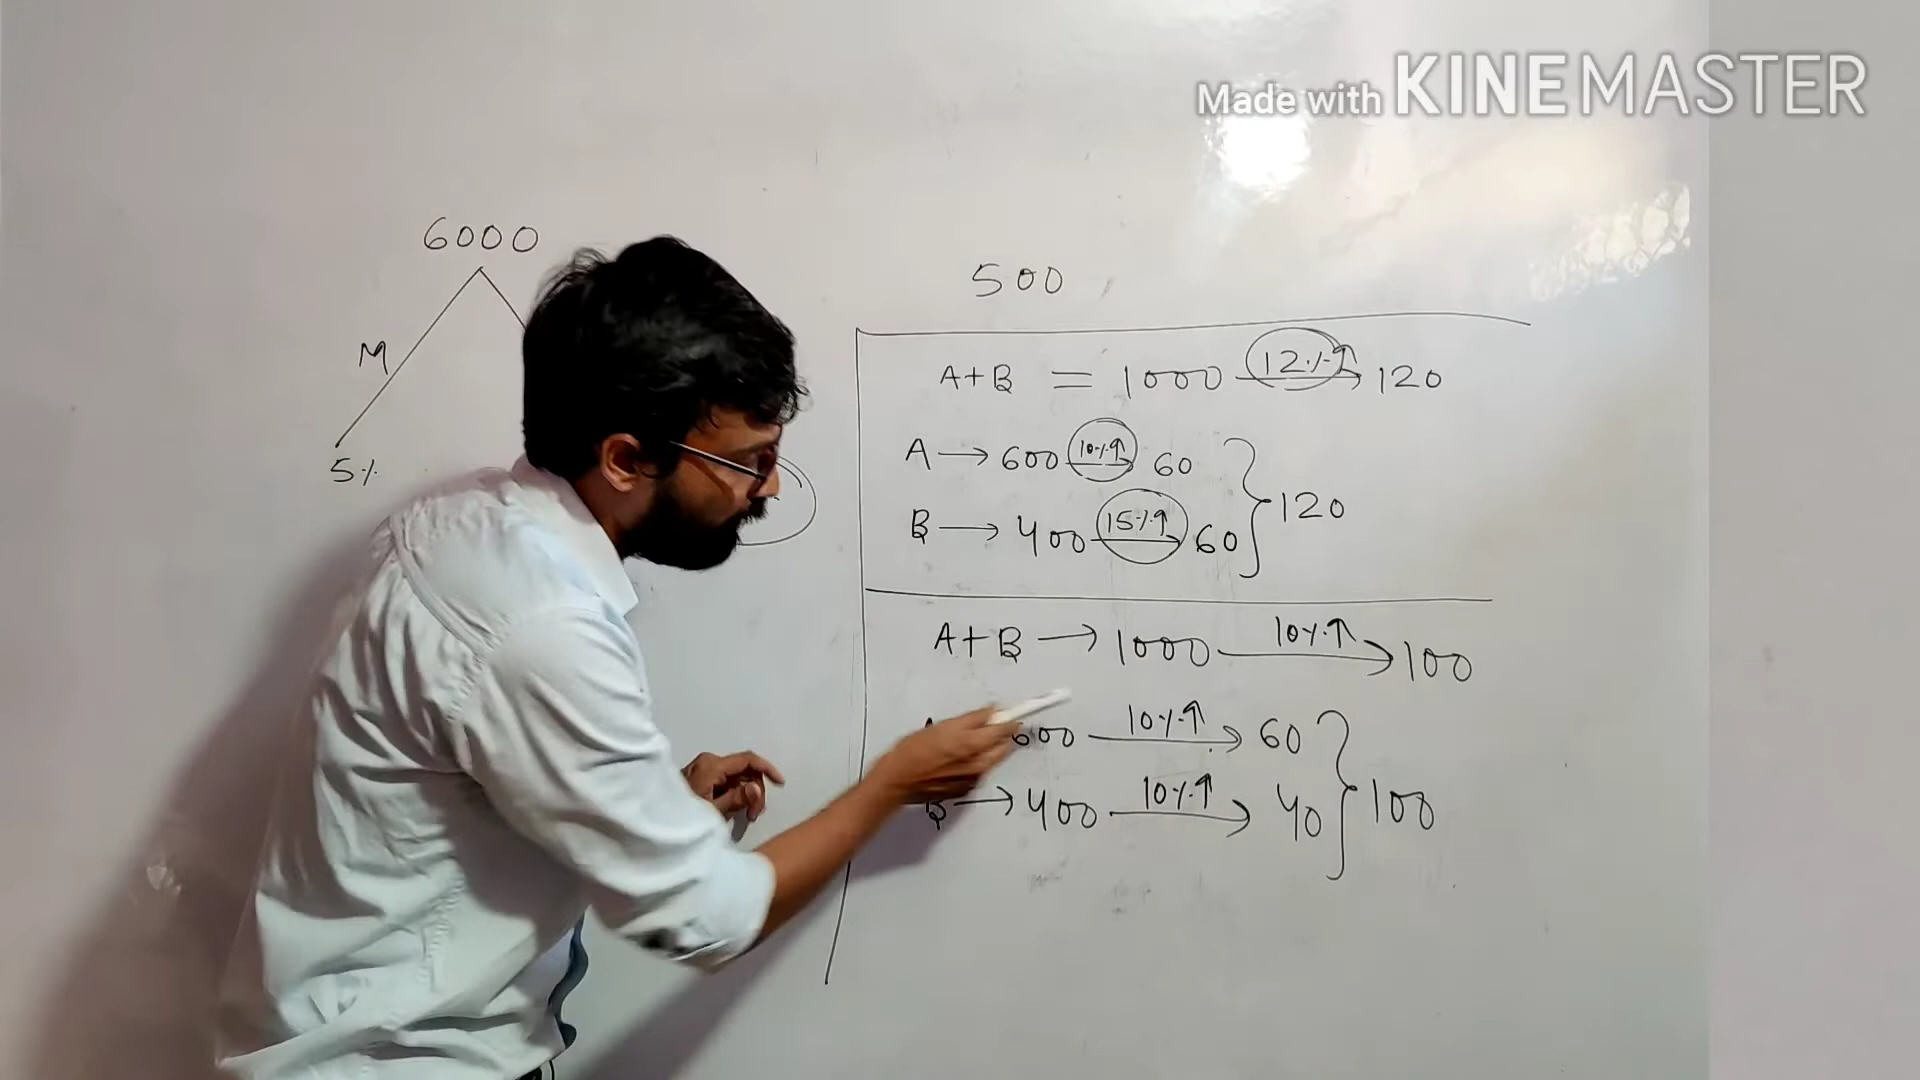 Made with KINEMASTER
6000
M
5%
500
A+B = 1000 12%↑ → 120
A → 600 10%↑ → 60
B → 400 15%↑ → 60
} 120
A+B → 1000 10%↑ → 100
600 10%↑ → 60
B → 400 10%↑ → 40
} 100